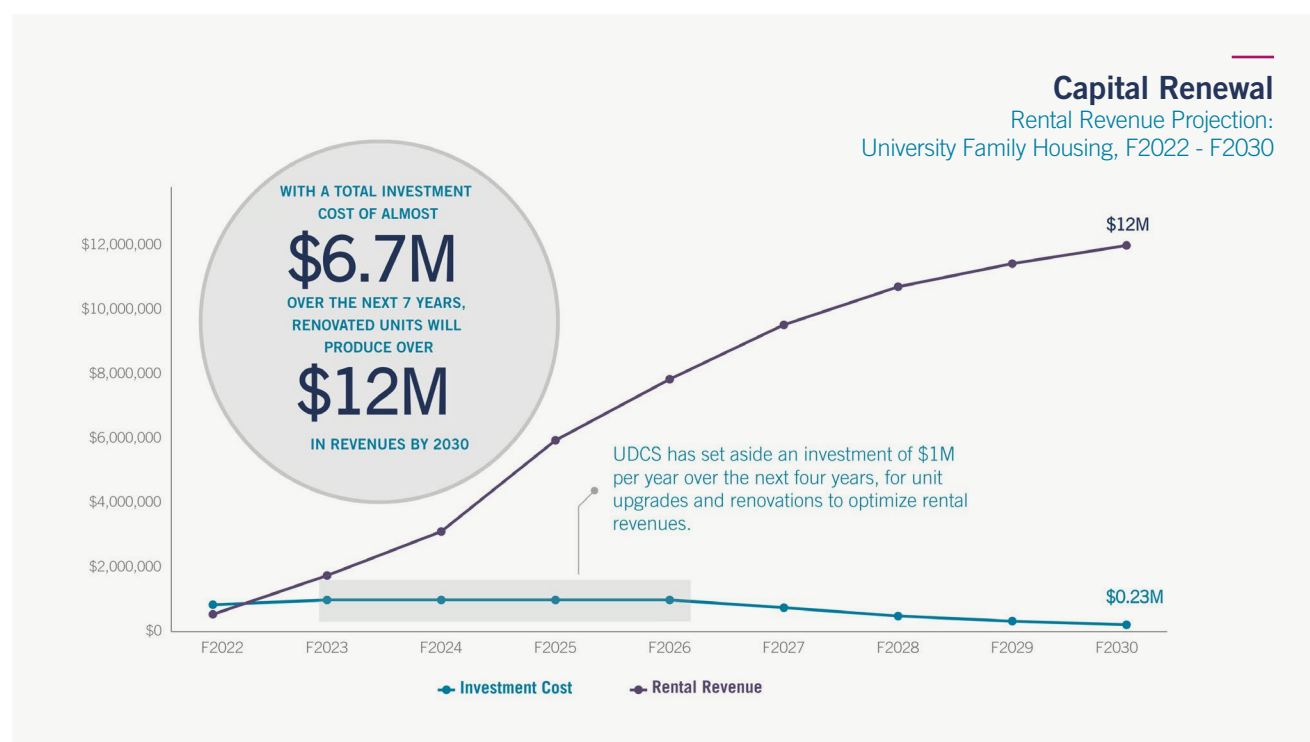 Capital Renewal
Rental Revenue Projection:
University Family Housing, F2022 - F2030
WITH A TOTAL INVESTMENT
COST OF ALMOST
$6.7M
OVER THE NEXT 7 YEARS,
RENOVATED UNITS WILL
PRODUCE OVER
$12M
IN REVENUES BY 2030
$12,000,000
$10,000,000
$8,000,000
$6,000,000
$4,000,000
$2,000,000
$0
$12M
UDCS has set aside an investment of $1M
per year over the next four years, for unit
upgrades and renovations to optimize rental
revenues.
$0.23M
F2022 F2023 F2024 F2025 F2026 F2027 F2028 F2029 F2030
Investment Cost Rental Revenue